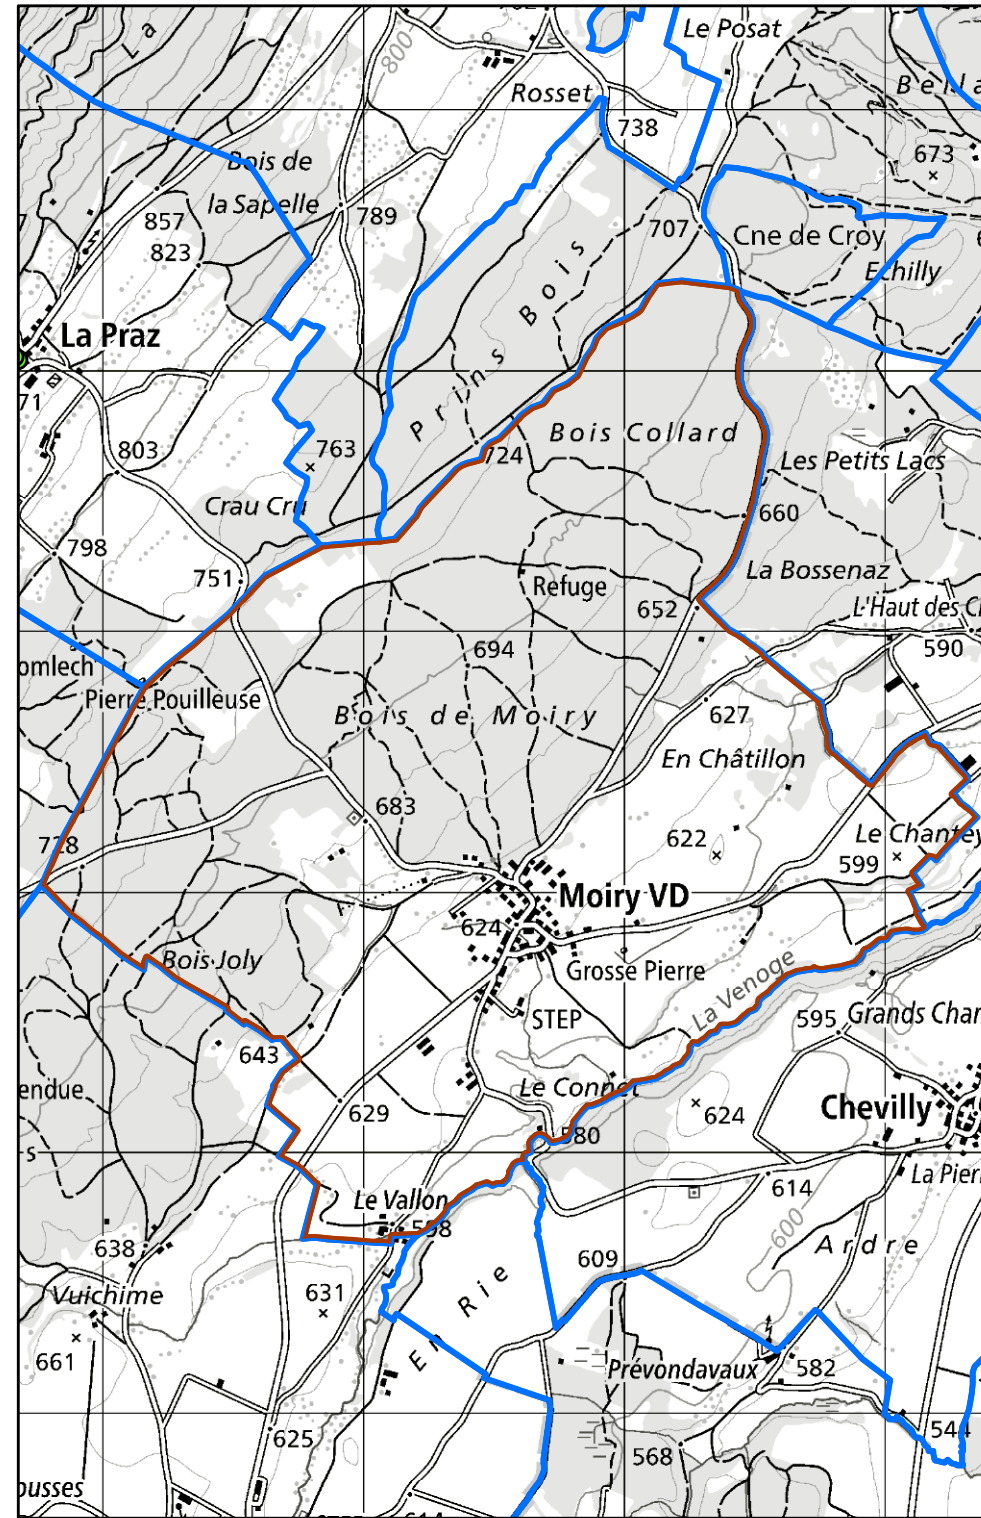 La
800
Le Posat
Rosset
738
673
Bois de
la Sapelle
857
789
823
707
Cne de Croy
Echilly
La Praz
71
Prins Bois
803
763
724
Bois Collard
Les Petits Lacs
Crau Cru
660
798
751
La Bossenaz
Refuge
652
L'Haut des C
590
omlech
694
Pierre Pouilleuse
627
Bois de Moiry
En Châtillon
683
728
622
Le Chantey
599
Moiry VD
624
Bois Joly
Grosse Pierre
La Venoge
STEP
595
Grands Char
643
endue
Le Connet
629
624
Chevilly
580
5
614
La Pier
Le Vallon
598
600
638
Ardre
609
Vuichime
631
En Rie
661
Prévondavaux
582
625
568
544
ousses
614